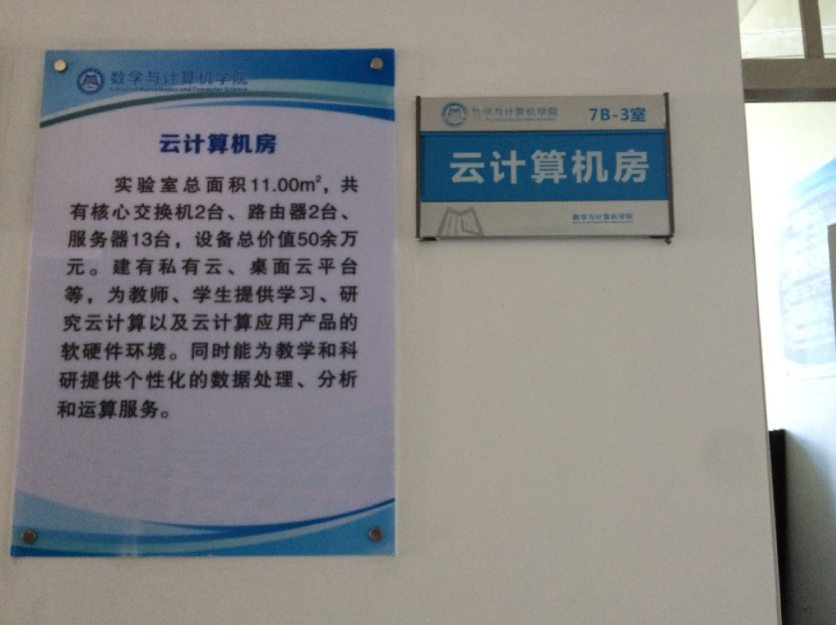 数学与计算机学院
School of Mathematics and Computer Science
云计算机房
实验室总面积11.00m²，共
有核心交换机2台、路由器2台、
服务器13台，设备总价值50余万
元。建有私有云、桌面云平台
等，为教师、学生提供学习、研
究云计算以及云计算应用产品的
软硬件环境。同时能为教学和科
研提供个性化的数据处理、分析
和运算服务。
数学与计算机学院
7B-3室
云计算机房
数学与计算机学院